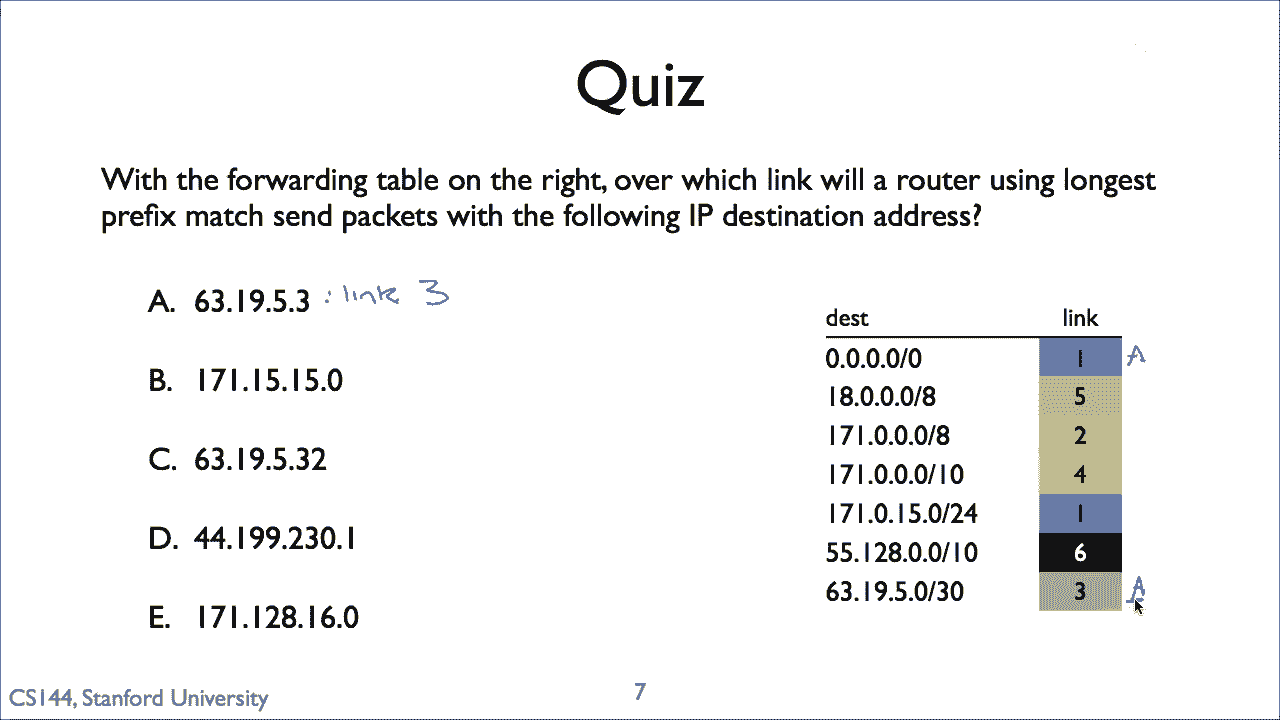 Quiz
With the forwarding table on the right, over which link will a router using longest
prefix match send packets with the following IP destination address?
A. 63.19.5.3 : link 3
B. 171.15.15.0
C. 63.19.5.32
D. 44.199.230.1
E. 171.128.16.0
dest link
0.0.0.0/0 1 A
18.0.0.0/8 5
171.0.0.0/8 2
171.0.0.0/10 4
171.0.15.0/24 1
55.128.0.0/10 6
63.19.5.0/30 3 A
CS144, Stanford University
7